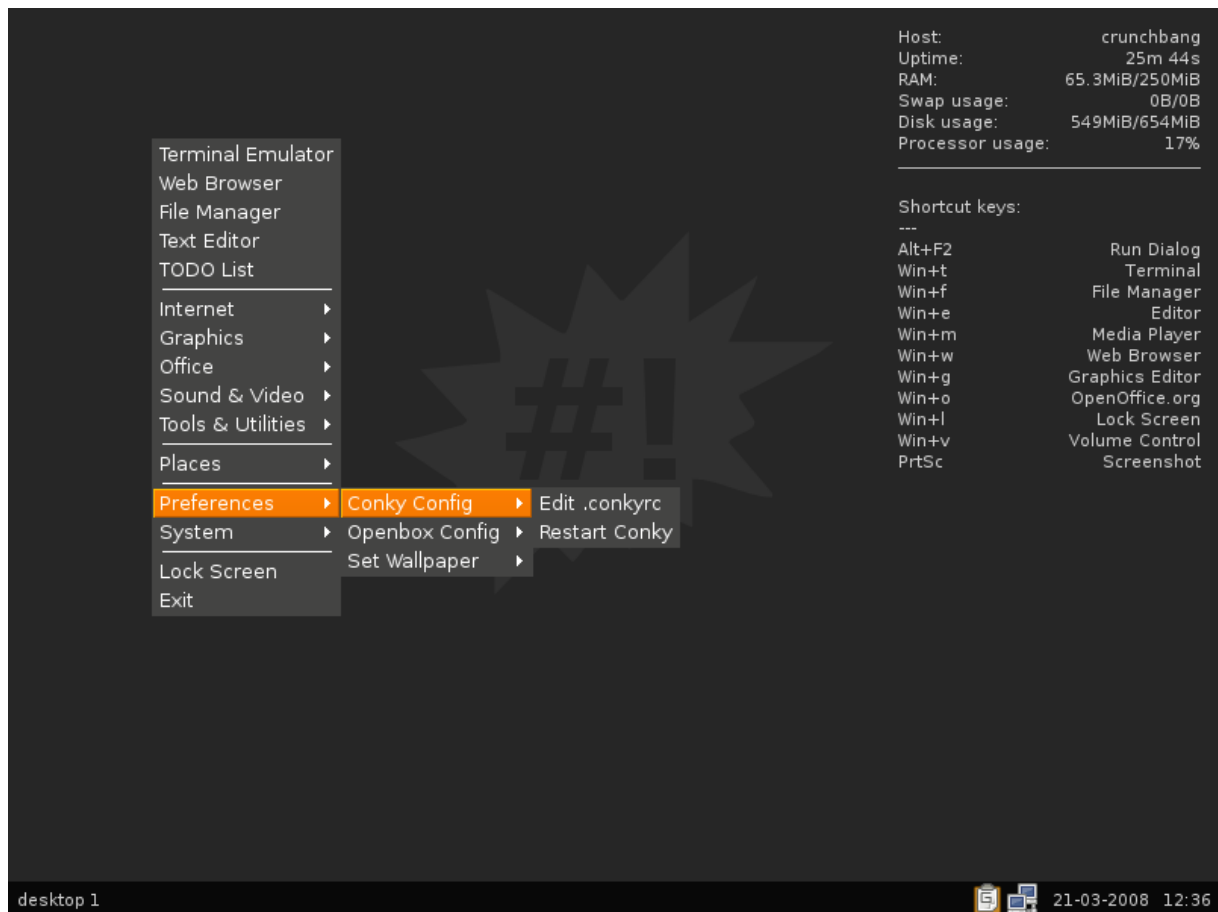 Host: crunchbang
Uptime: 25m 44s
RAM: 65.3MiB/250MiB
Swap usage: 0B/0B
Disk usage: 549MiB/654MiB
Processor usage: 17%
Shortcut keys:
---
Alt+F2 Run Dialog
Win+t Terminal
Win+f File Manager
Win+e Editor
Win+m Media Player
Win+w Web Browser
Win+g Graphics Editor
Win+o OpenOffice.org
Win+l Lock Screen
Win+v Volume Control
PrtSc Screenshot
Terminal Emulator
Web Browser
File Manager
Text Editor
TODO List
Internet
Graphics
Office
Sound & Video
Tools & Utilities
Places
Preferences
System
Lock Screen
Exit
Conky Config
Openbox Config
Set Wallpaper
Edit .conkyrc
Restart Conky
#!
desktop 1
21-03-2008 12:36